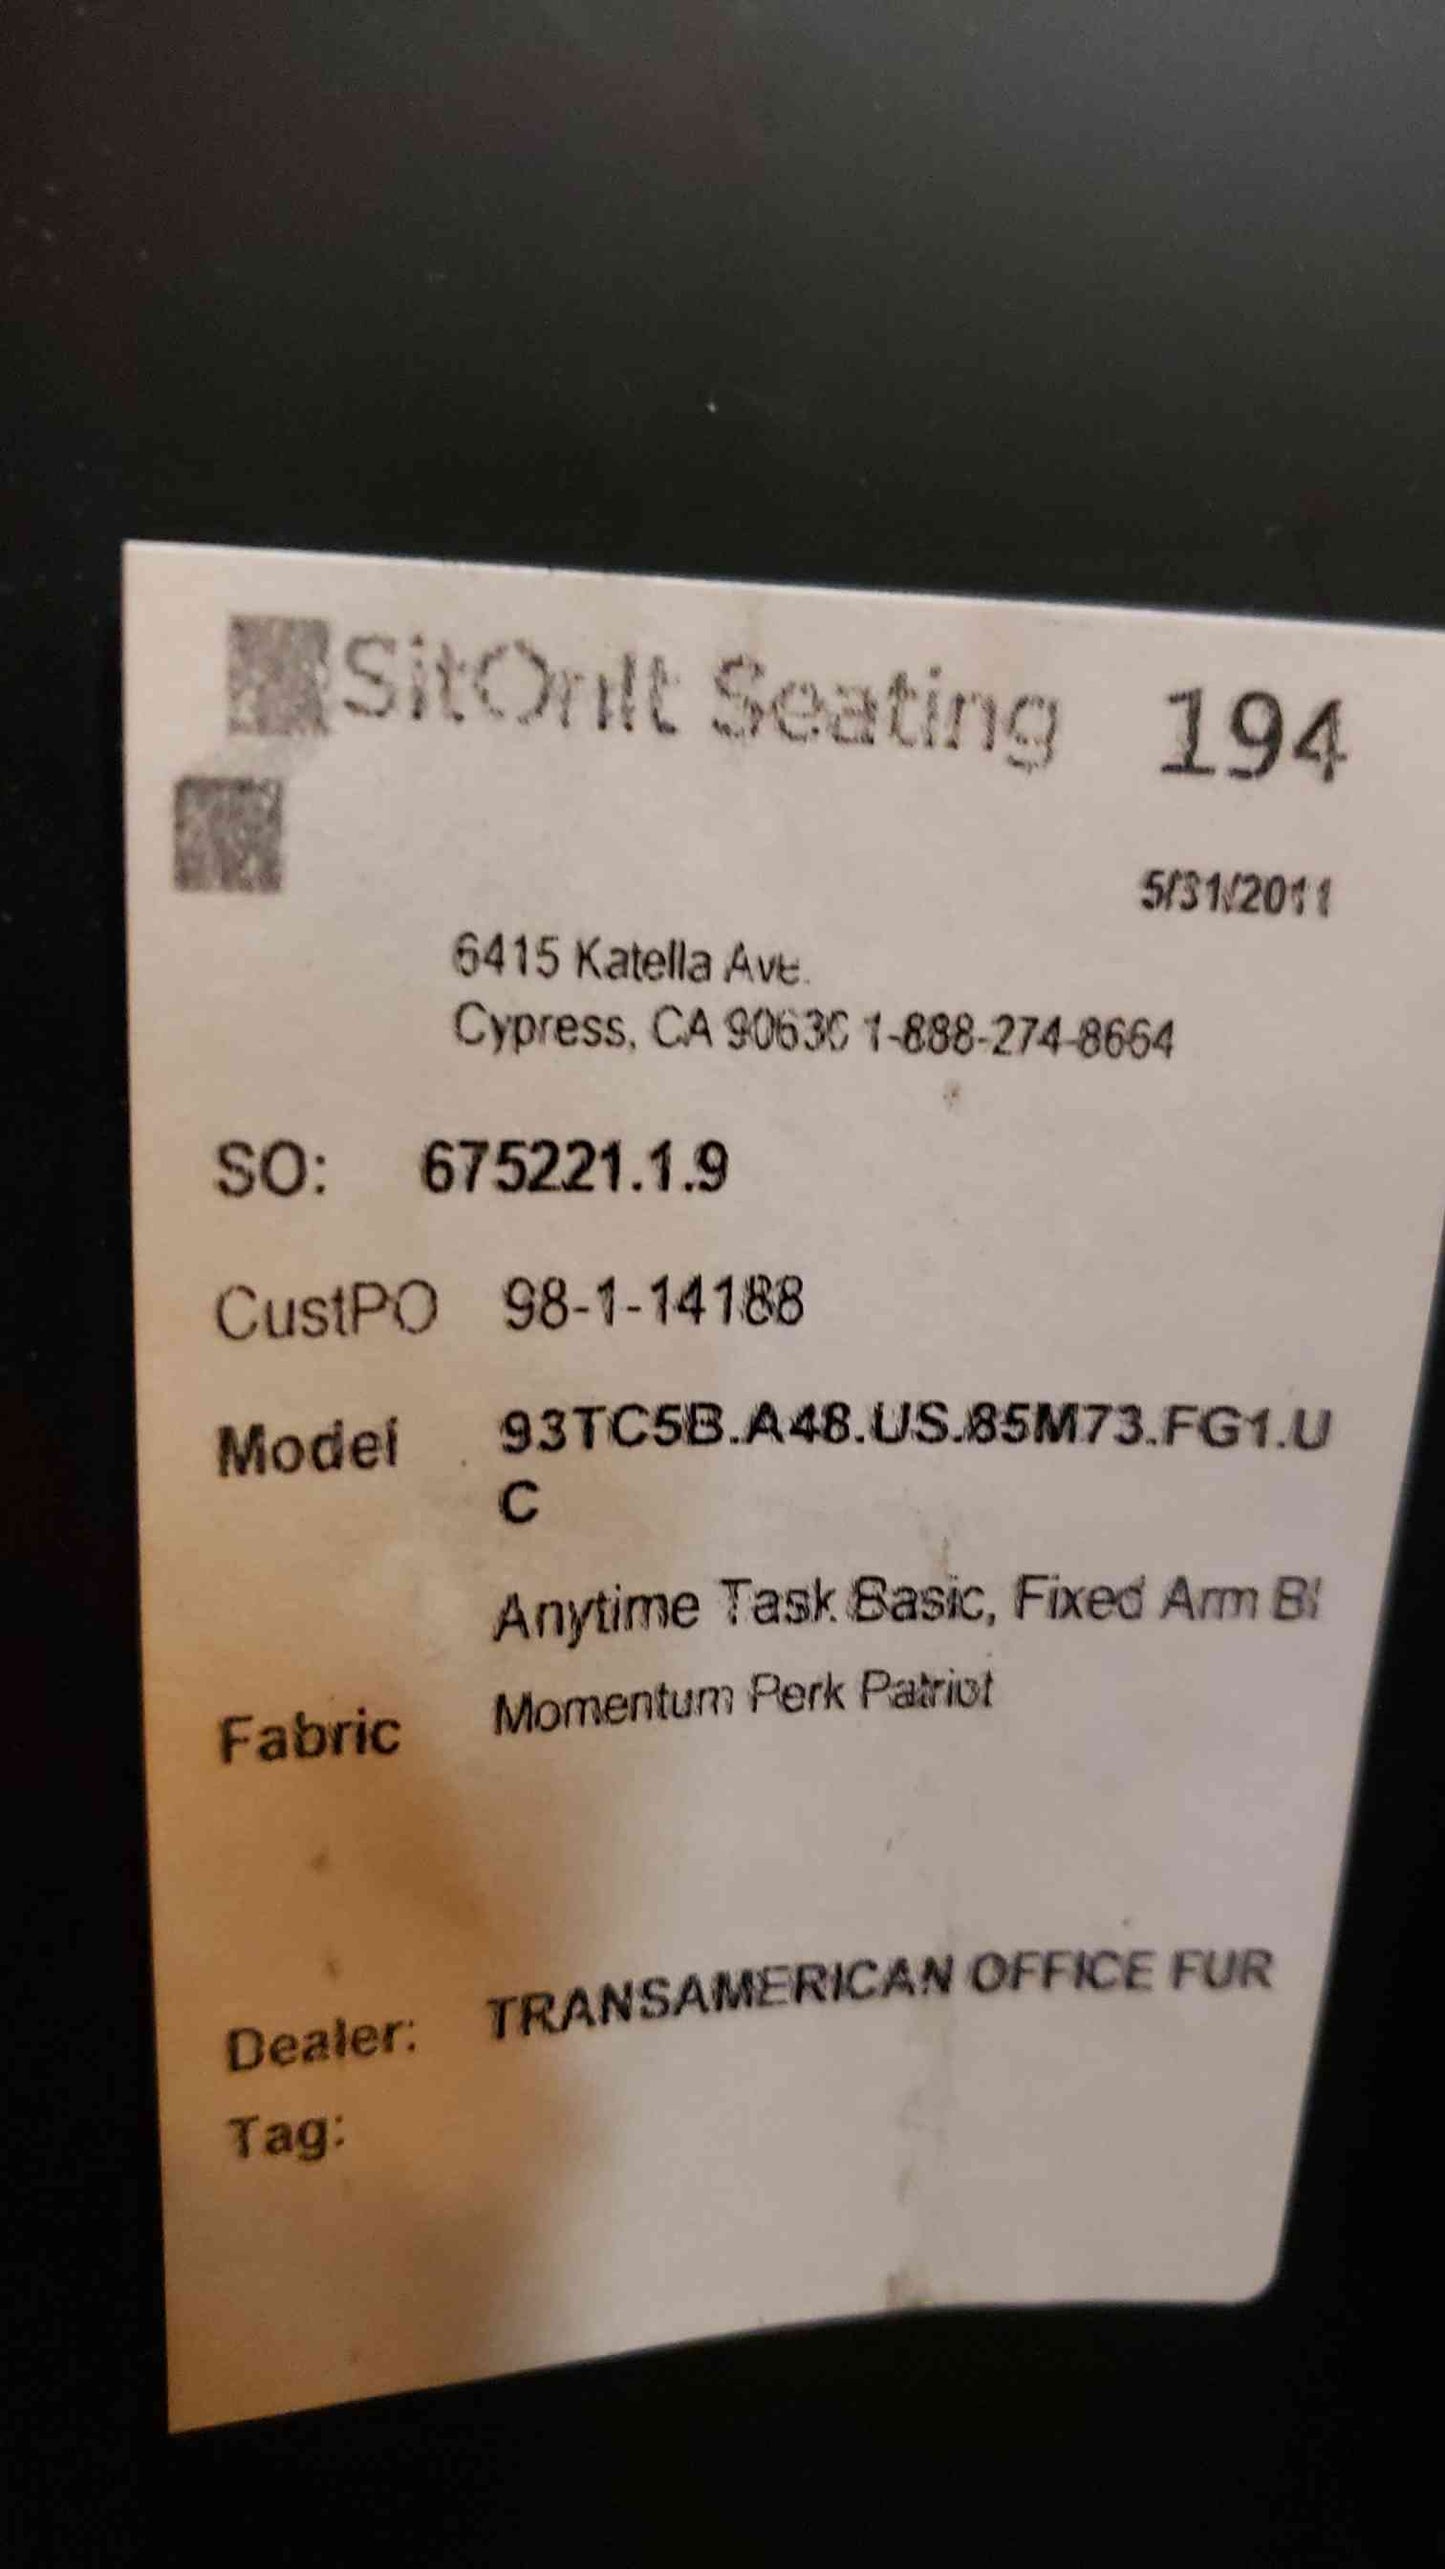 SitOnIt Seating 194
5/31/2011
6415 Katella Ave.
Cypress, CA 90630 1-888-274-8664
SO: 675221.1.9
CustPO 98-1-14188
Model 93TC5B.A48.US.85M73.FG1.U
C
Anytime Task Basic, Fixed Arm Bl
Fabric Momentum Perk Patriot
Dealer: TRANSAMERICAN OFFICE FUR
Tag: